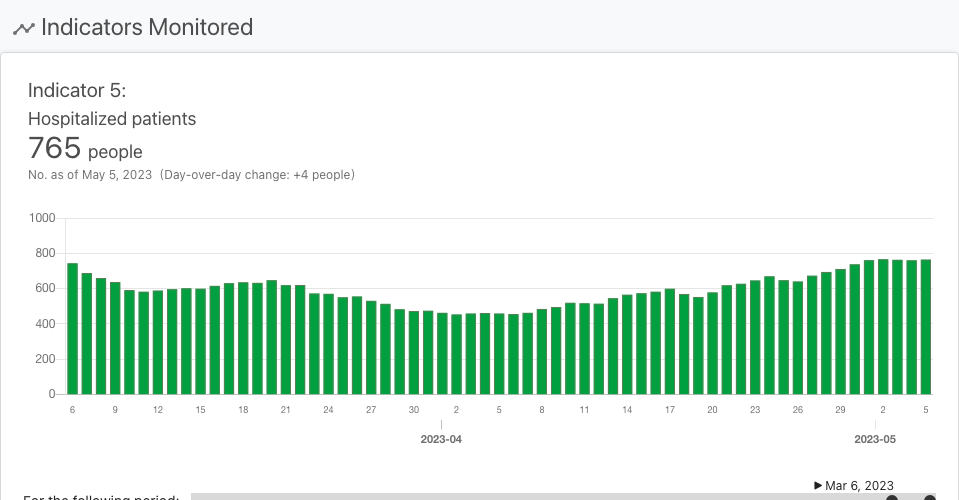 Indicators Monitored
Indicator 5:
Hospitalized patients
765 people
No. as of May 5, 2023 (Day-over-day change: +4 people)
1000
800
600
400
200
0
6 9 12 15 18 21 24 27 30 2 5 8 11 14 17 20 23 26 29 2 5
2023-04 2023-05
▶ Mar 6, 2023
For the following period: